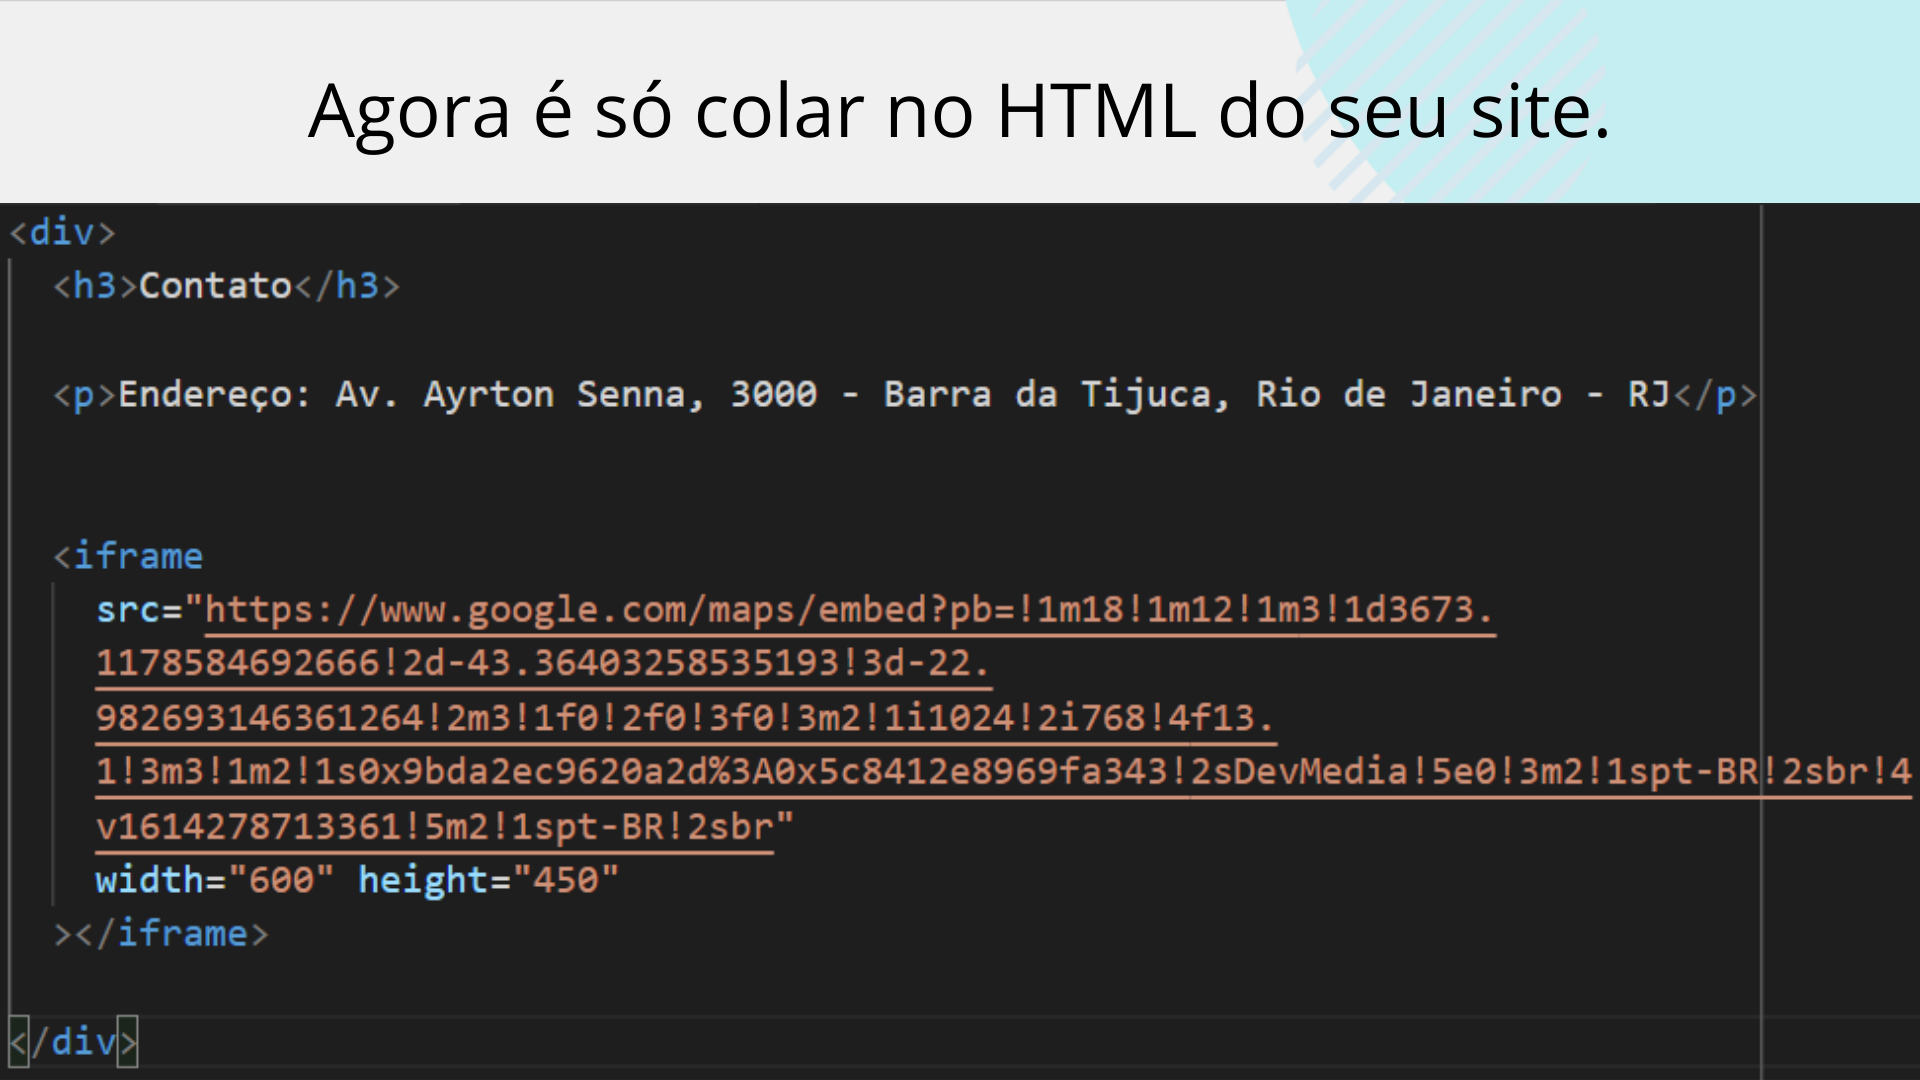 Agora é só colar no HTML do seu site.
<div>
<h3>Contato</h3>
<p>Endereço: Av. Ayrton Senna, 3000 - Barra da Tijuca, Rio de Janeiro - RJ</p>
<iframe
src="https://www.google.com/maps/embed?pb=!1m18!1m12!1m3!1d3673.
1178584692666!2d-43.36403258535193!3d-22.
982693146361264!2m3!1f0!2f0!3f0!3m2!1i1024!2i768!4f13.
1!3m3!1m2!1s0x9bda2ec9620a2d%3A0x5c8412e8969fa343!2sDevMedia!5e0!3m2!1spt-BR!2sbr!4
v1614278713361!5m2!1spt-BR!2sbr"
width="600" height="450"
></iframe>
</div>